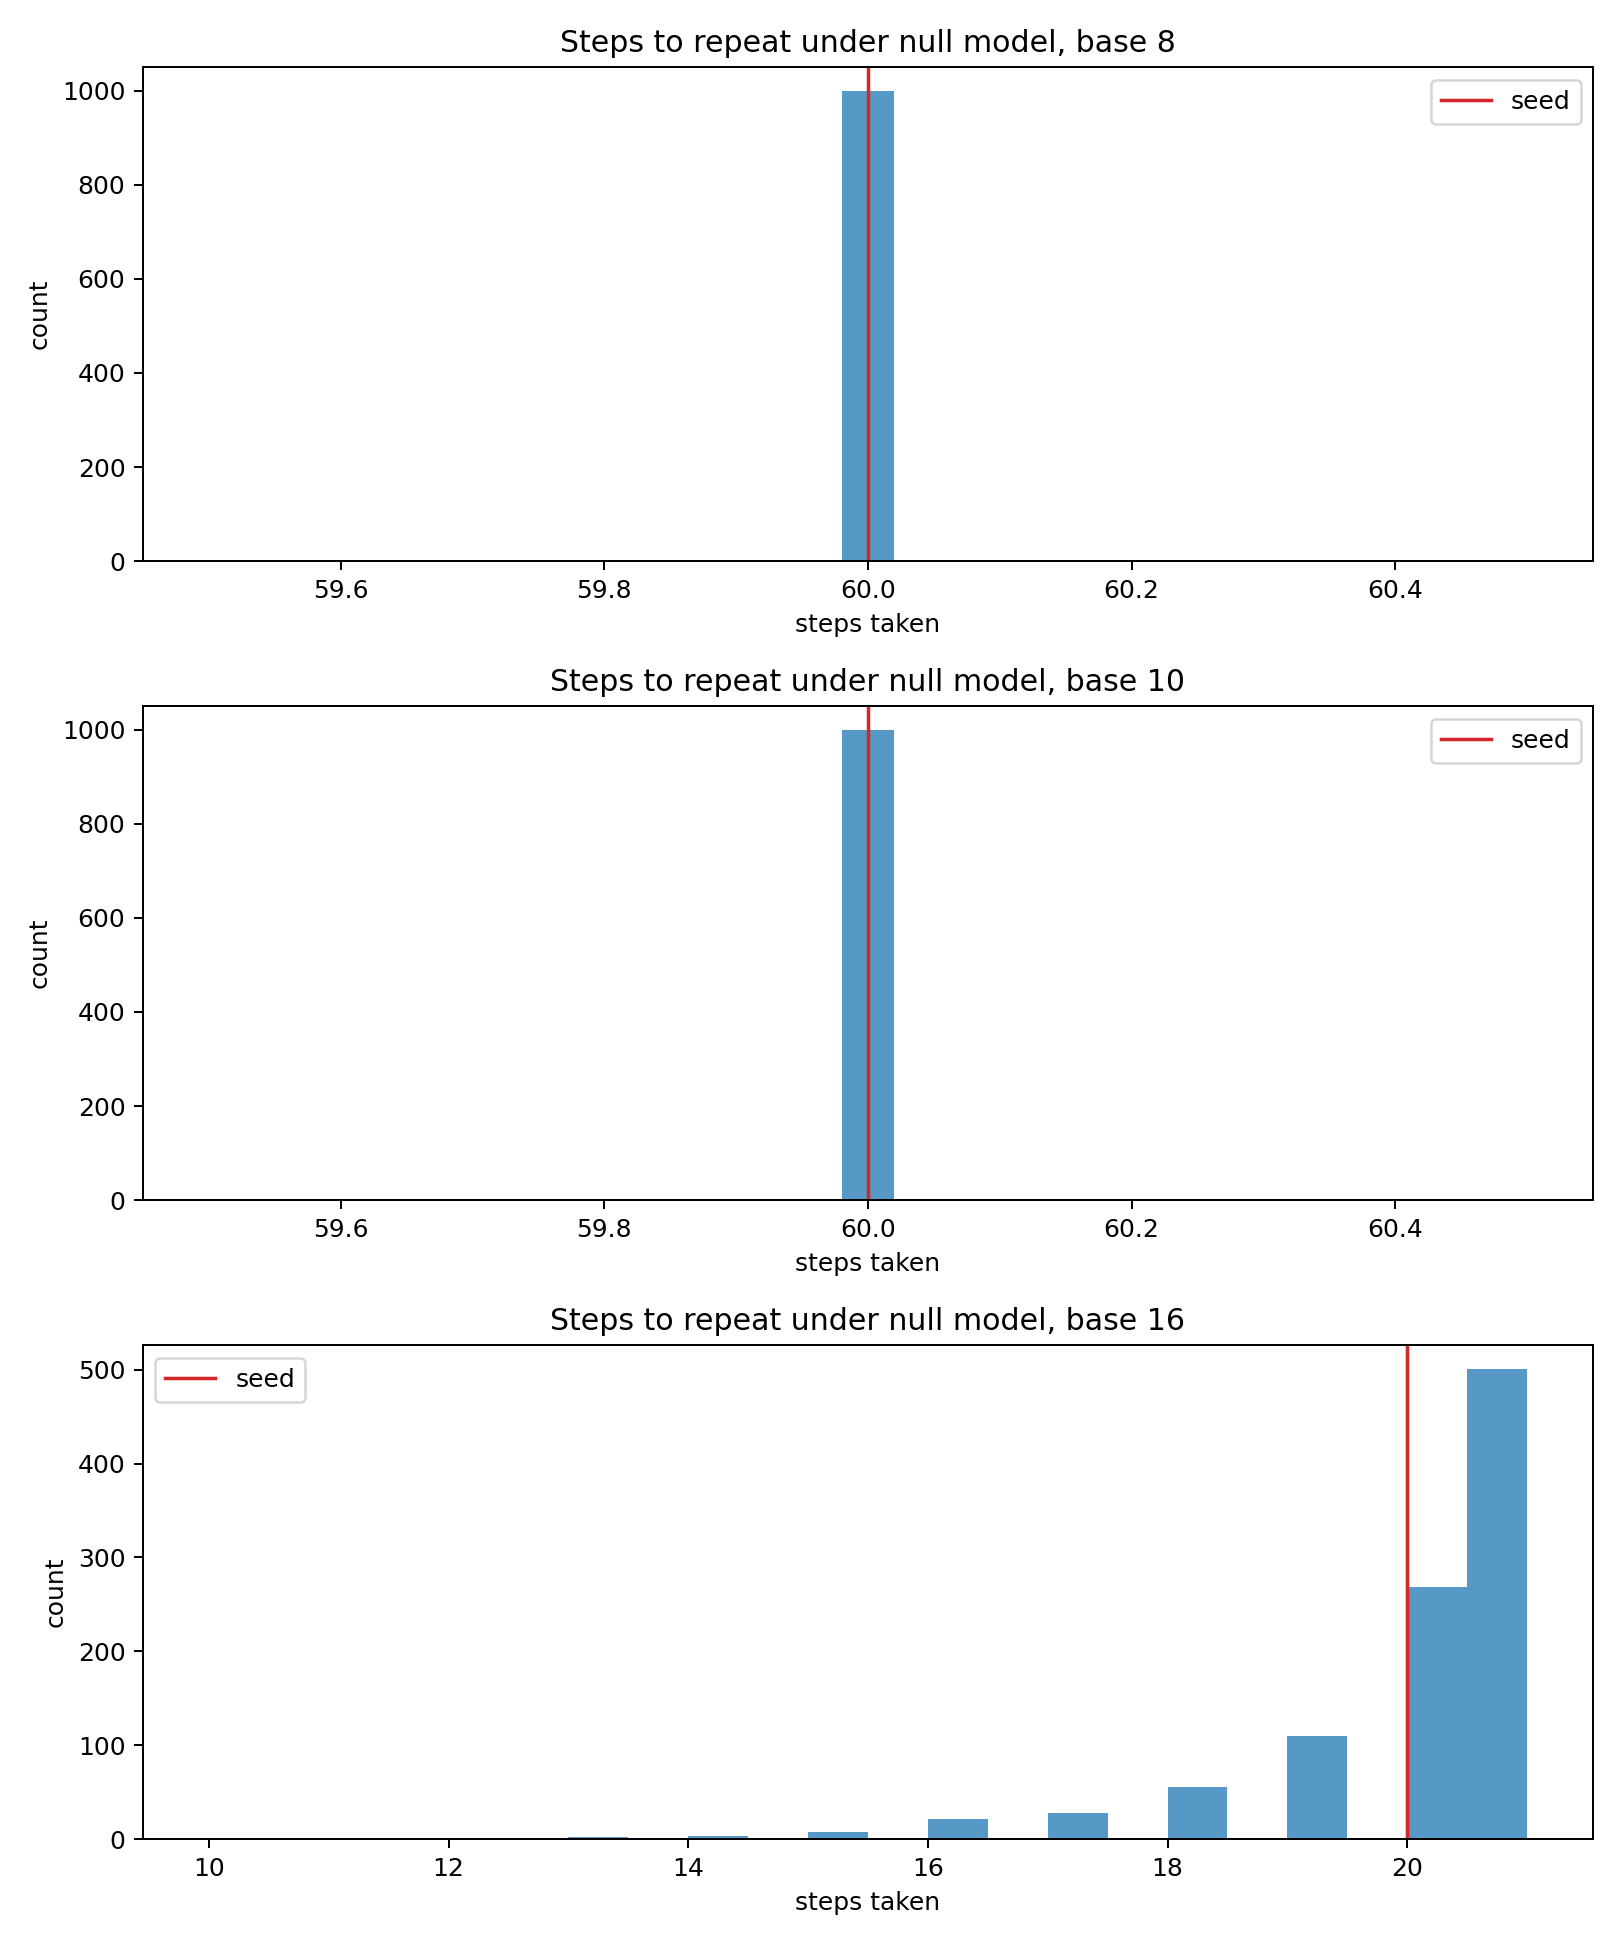 Steps to repeat under null model, base 8
seed
1000
800
600
400
200
0
count
59.6 59.8 60.0 60.2 60.4
steps taken
Steps to repeat under null model, base 10
seed
1000
800
600
400
200
0
count
59.6 59.8 60.0 60.2 60.4
steps taken
Steps to repeat under null model, base 16
seed
500
400
300
200
100
0
count
10 12 14 16 18 20
steps taken